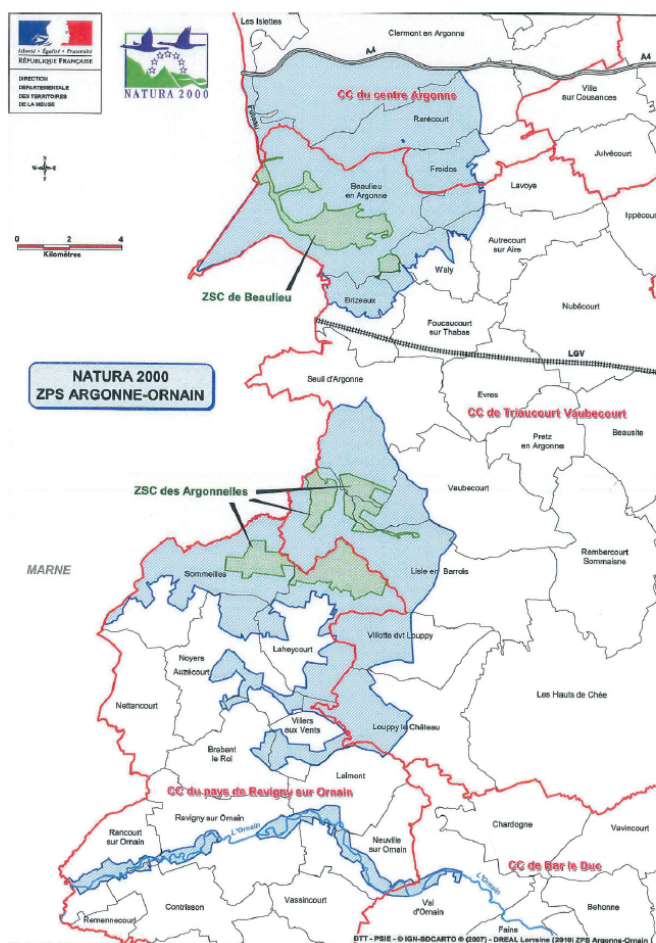 Liberté • Égalité • Fraternité
RÉPUBLIQUE FRANÇAISE
DIRECTION
DEPARTEMENTALE
DES TERRITOIRES
DE LA MEUSE
NATURA 2000
0 2 4
Kilomètres
Les Islettes
Clermont en Argonne
A4
A4
CC du centre Argonne
Ville
sur Cousances
Rarécourt
Julvécourt
Froidos
Beaulieu
en Argonne
Lavoye
Ippécourt
Autrecourt
sur Aire
Waly
ZSC de Beaulieu
Brizeaux
Nubécourt
Foucaucourt
sur Thabas
LGV
NATURA 2000
ZPS ARGONNE-ORNAIN
Seuil d'Argonne
Evres
CC de Triaucourt Vaubecourt
Pretz
en Argonne
Beausite
Vaubecourt
ZSC des Argonnelles
Rembercourt
Sommaisne
MARNE
Sommeilles
Lisle en Barrois
Villotte dvt Louppy
Laheycourt
Noyers
Auzécourt
Nettancourt
Les Hauts de Chée
Villers
aux Vents
Louppy le Château
Brabant
le Roi
Laimont
CC du pays de Revigny sur Ornain
Revigny sur Ornain
Chardogne
Vavincourt
Rancourt
sur Ornain
L'Ornain
Neuville
sur Ornain
CC de Bar le Duc
L'Ornain
Contrisson
Vassincourt
Val
d'Ornain
Behonne
Remennecourt
Fains
DTT - PSIE - © IGN-BDCARTO ® (2007) - DREAL Lorraine (2010) ZPS Argonne-Ornain